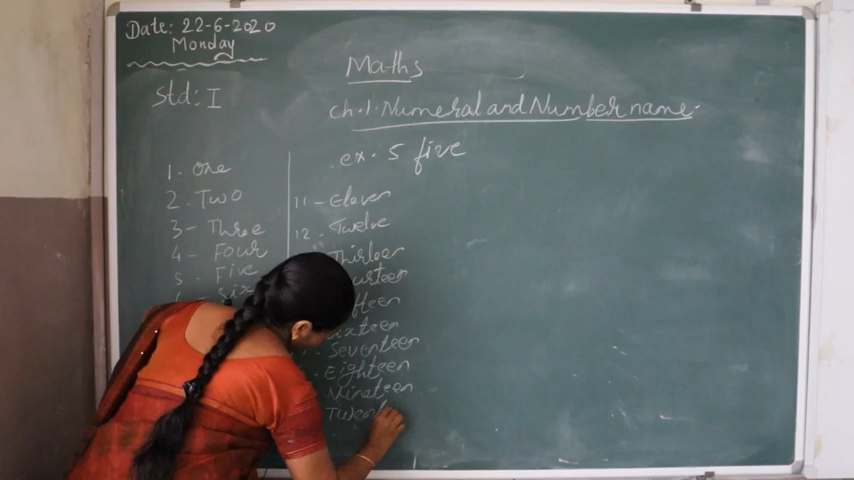 Date: 22-6-2020
Monday
Maths
Std: I
ch.1. Numeral and Number name.
ex. 5 five
1 - One
2. Two
3 - Three
4 - Four
5. Five
Six
11 - Eleven
12. Twelve
Thirteen
Seventeen
Eighteen
Nineteen